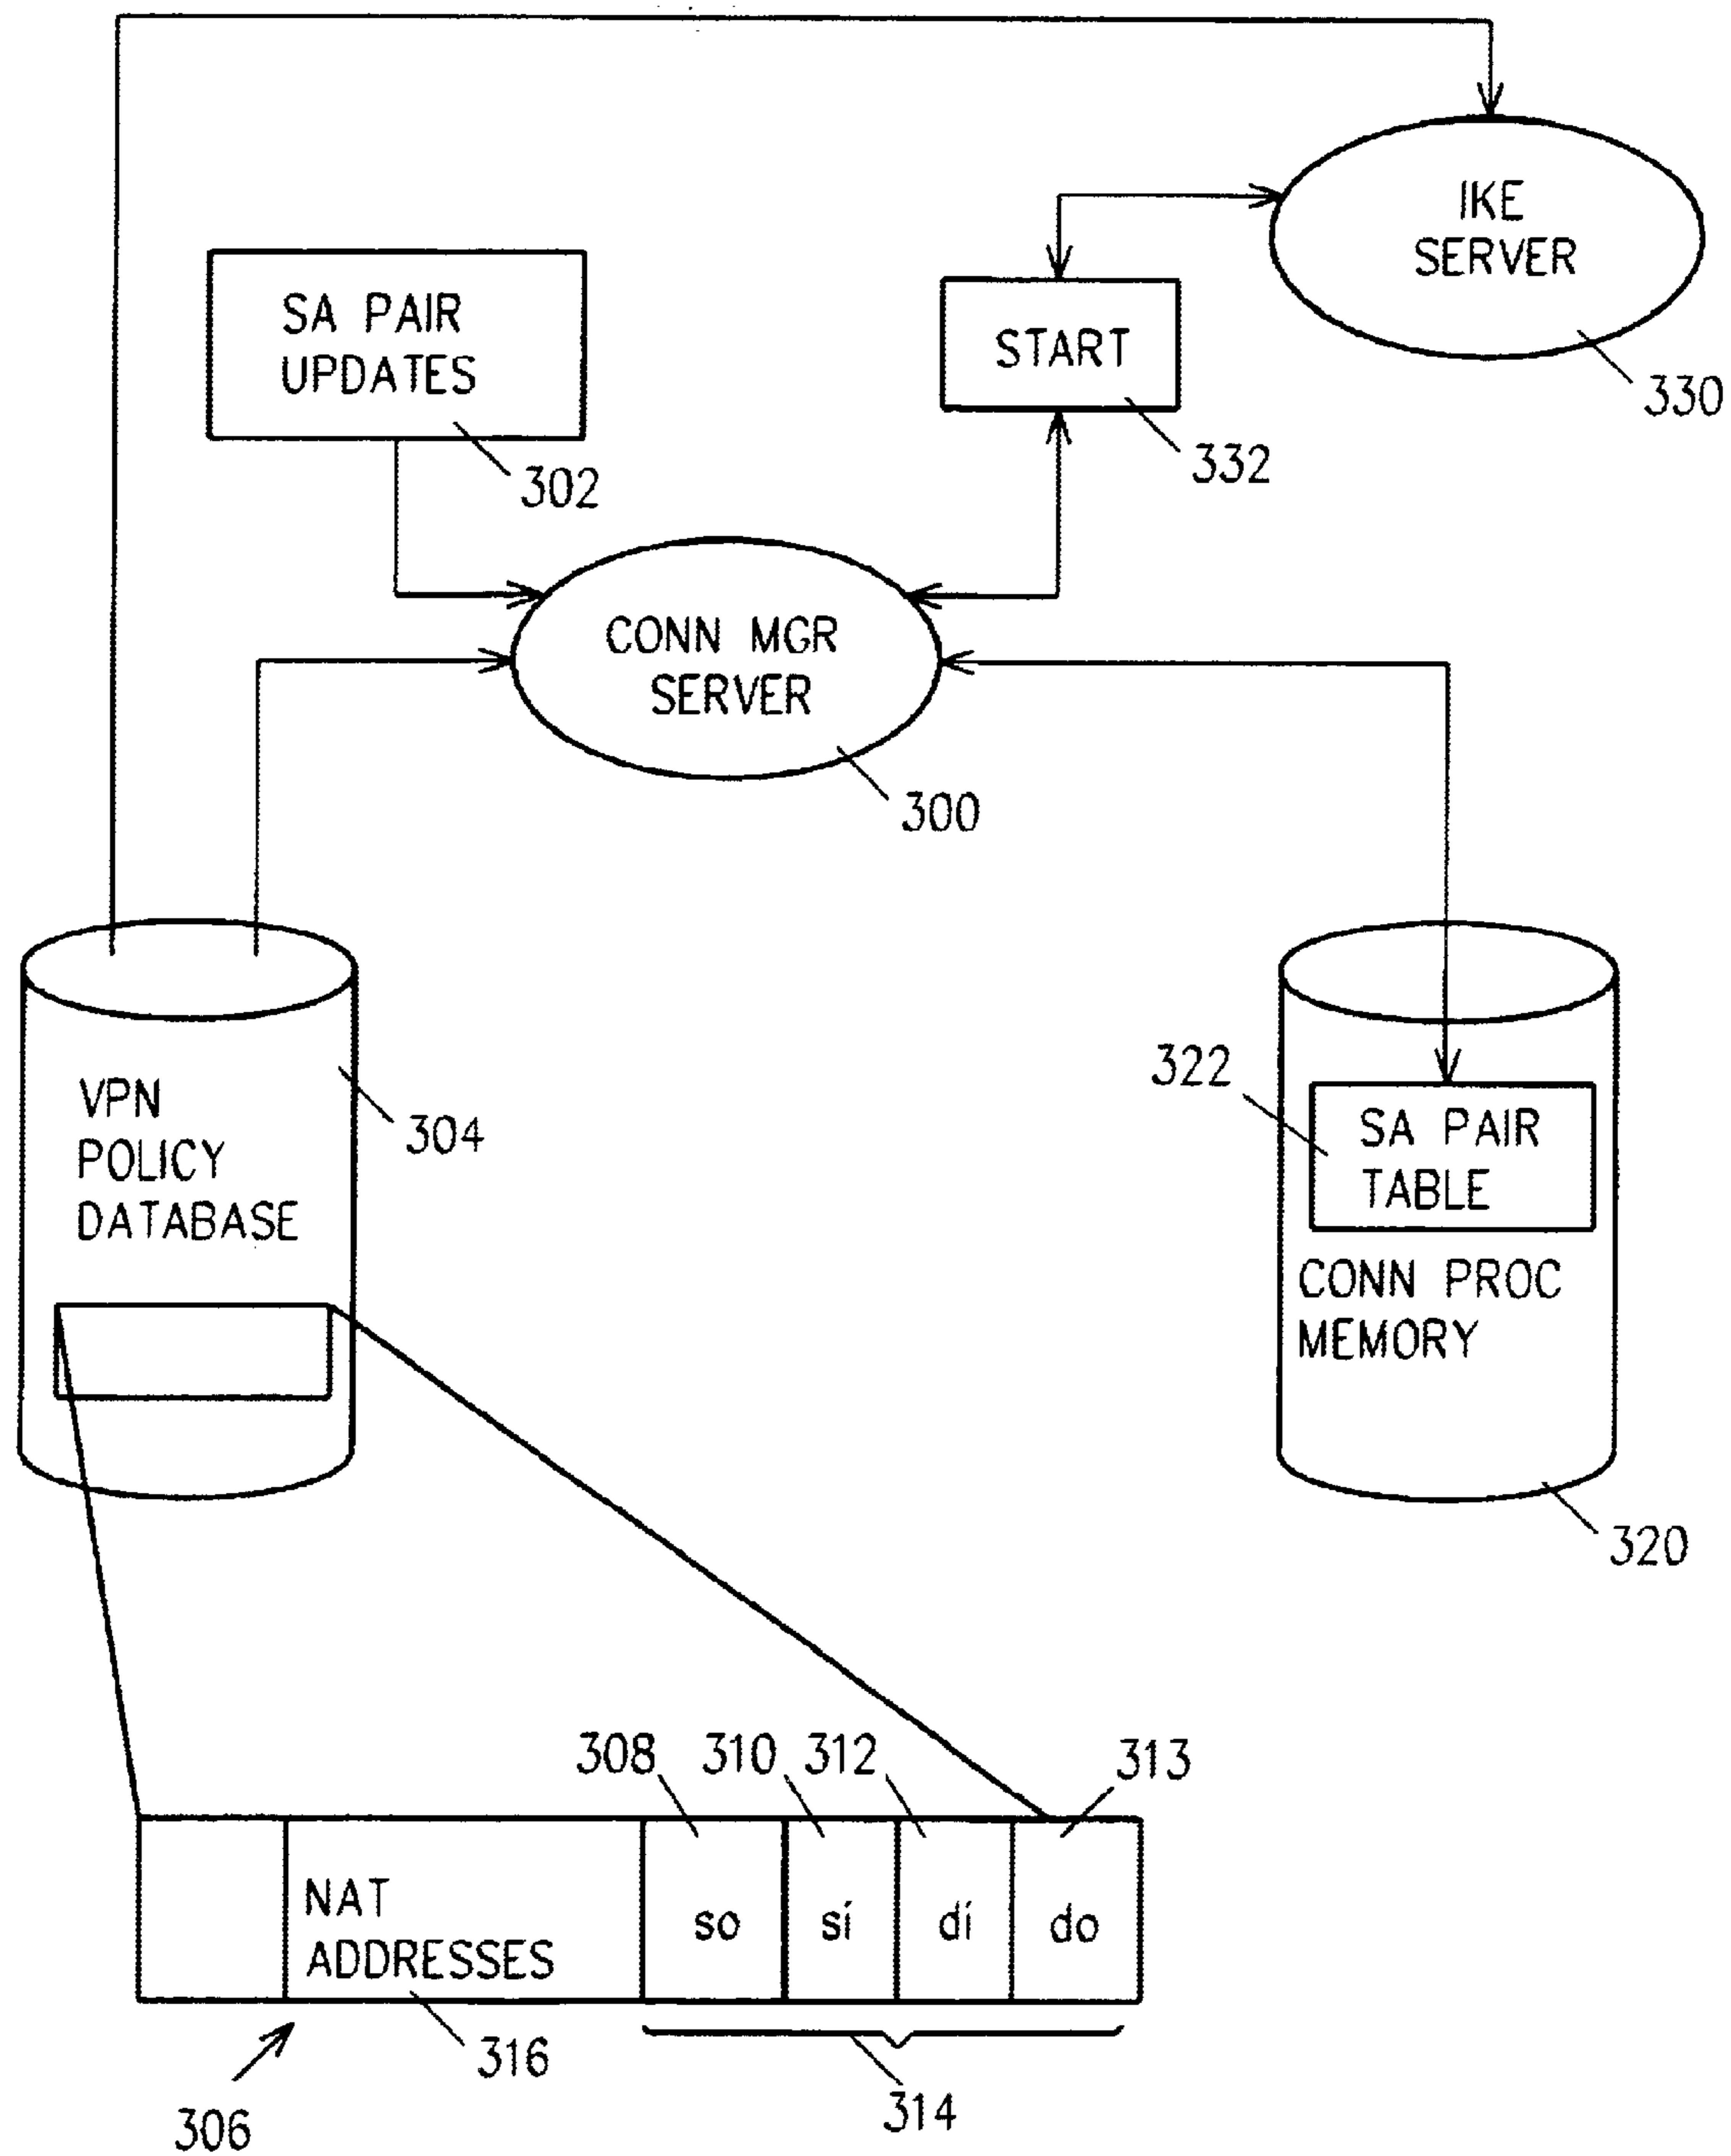 IKE
SERVER
330
SA PAIR
UPDATES
302
START
332
CONN MGR
SERVER
300
VPN
POLICY
DATABASE
304
322
SA PAIR
TABLE
CONN PROC
MEMORY
320
308
310
312
313
NAT
ADDRESSES
so
si
di
do
316
314
306